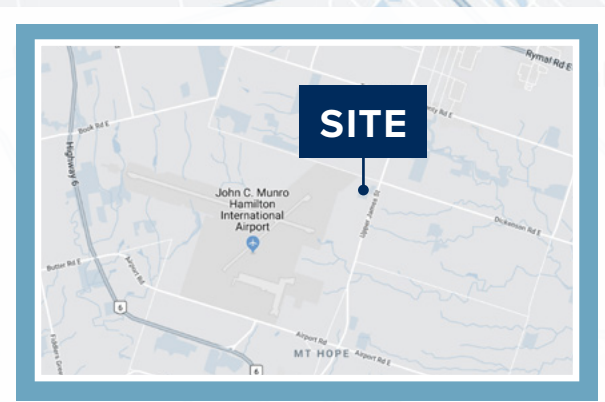 Rymal Rd E
SITE
Book Rd E
Highway 6
John C. Munro
Hamilton
International
Airport
Upper James St
Dickenson Rd E
Butter Rd E
Airport Rd
6
Airport Rd
MT HOPE
Airport Rd E
6